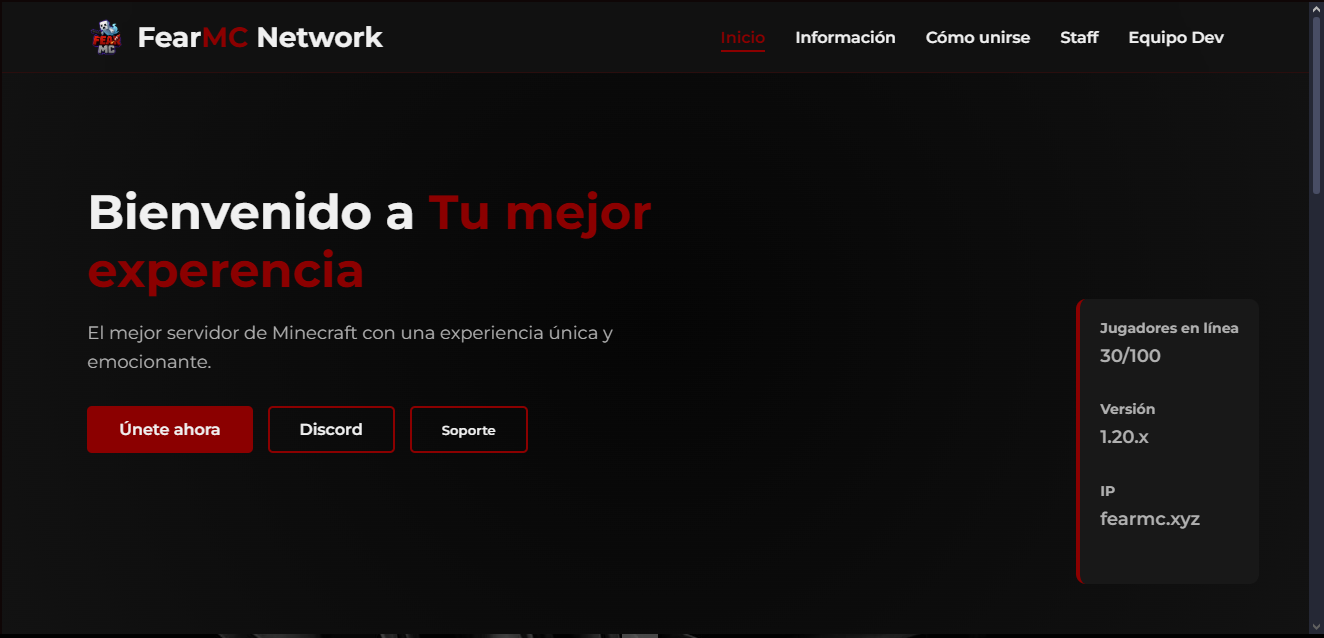 FEAR
MC
FearMC Network
Inicio
Información
Cómo unirse
Staff
Equipo Dev
Bienvenido a Tu mejor
experencia
El mejor servidor de Minecraft con una experiencia única y
emocionante.
Únete ahora
Discord
Soporte
Jugadores en línea
30/100
Versión
1.20.x
IP
fearmc.xyz